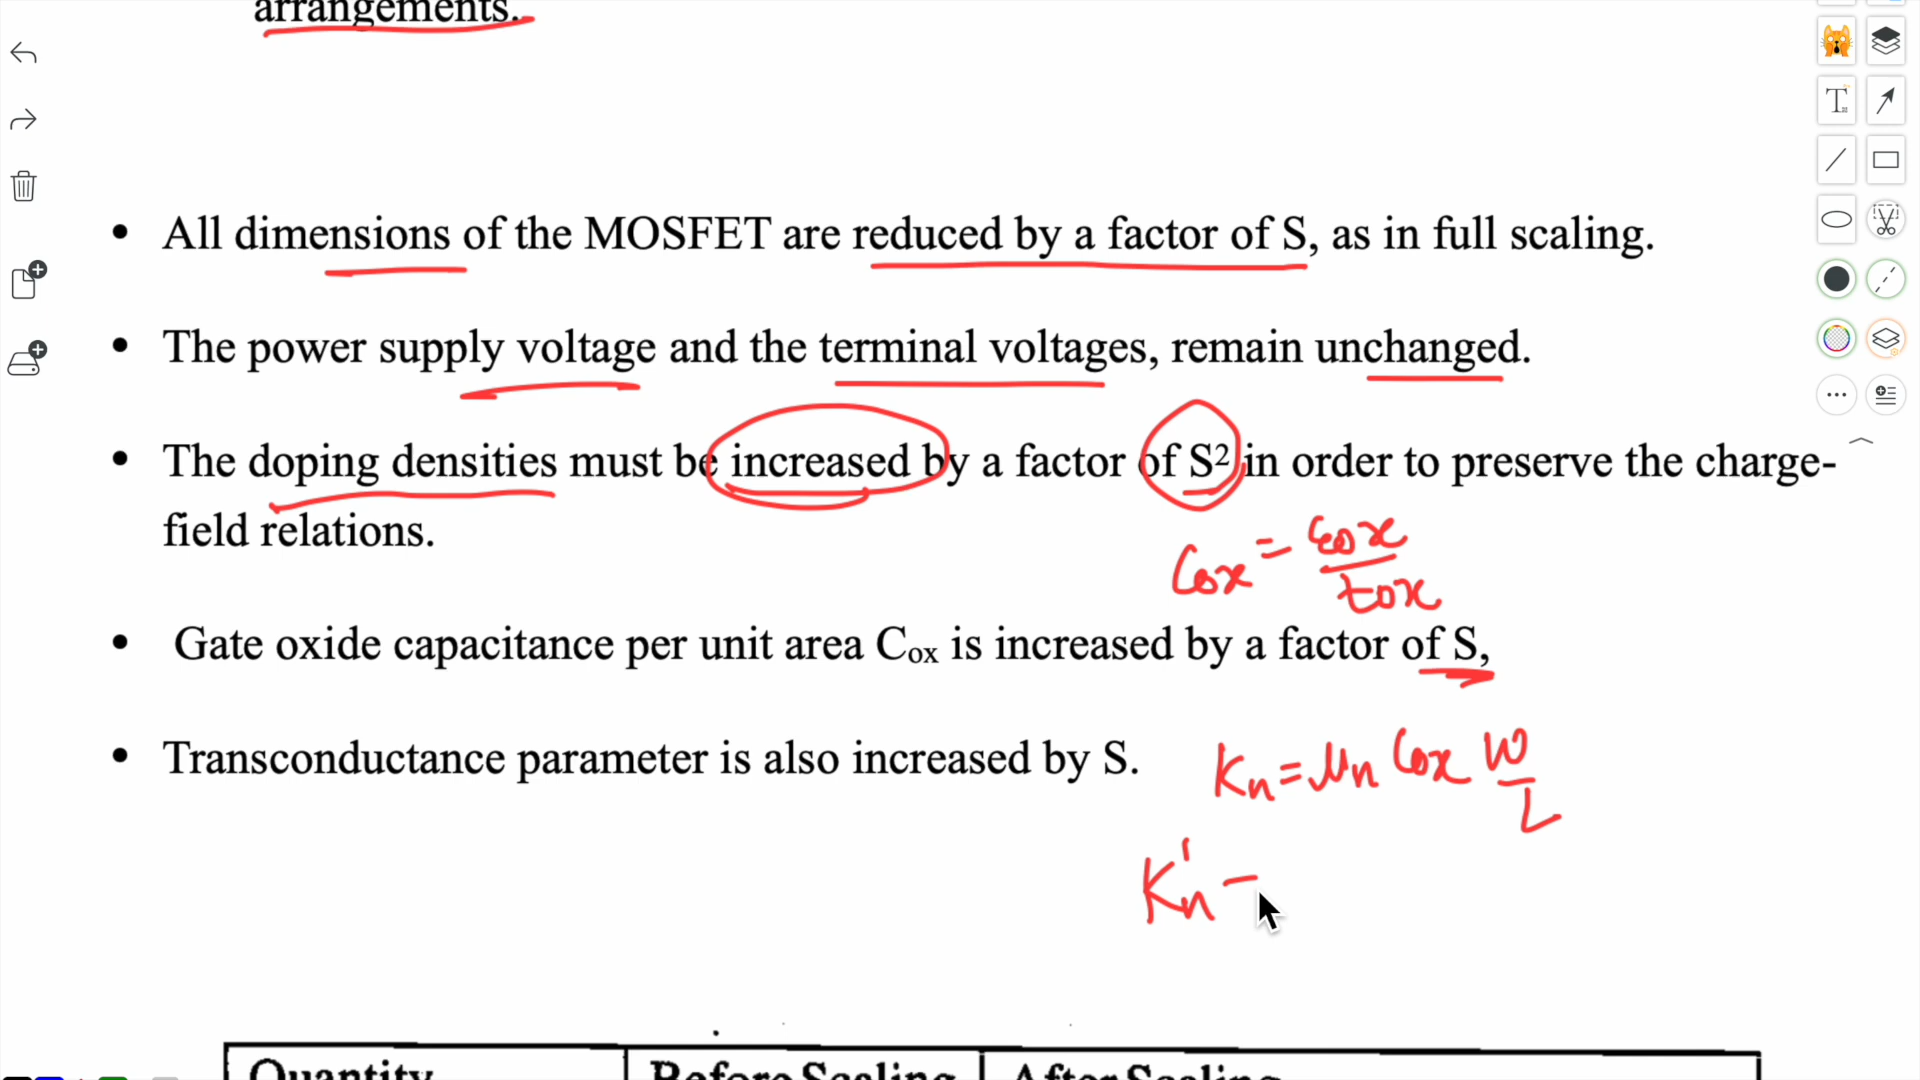 arrangements.
• All dimensions of the MOSFET are reduced by a factor of S, as in full scaling.
• The power supply voltage and the terminal voltages, remain unchanged.
• The doping densities must be increased by a factor of S² in order to preserve the charge-
field relations.
Cox = εox / tox
• Gate oxide capacitance per unit area Cox is increased by a factor of S,
• Transconductance parameter is also increased by S.
Kn = μn Cox W / L
Kn' –
Quantity Before Scaling After Scaling